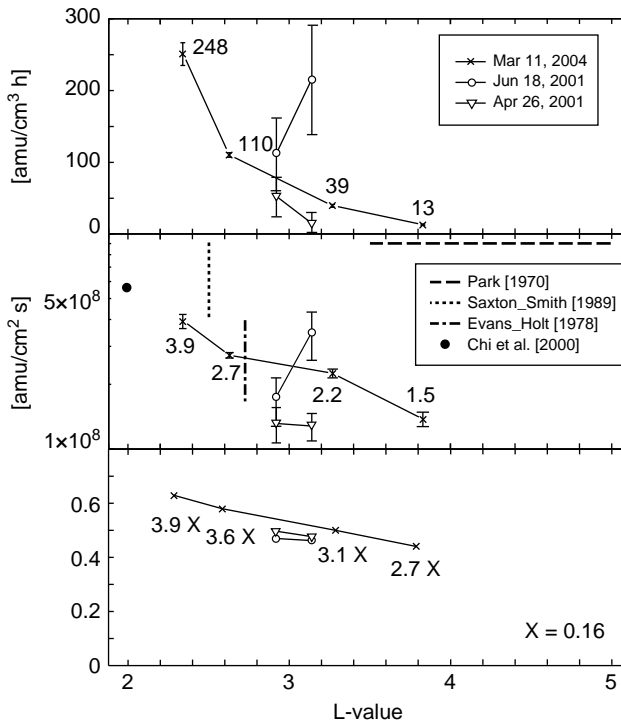 300
200
100
0
[amu/cm³ h]
248
110
39
13
Mar 11, 2004
Jun 18, 2001
Apr 26, 2001
5×10⁸
1×10⁸
[amu/cm² s]
3.9
2.7
2.2
1.5
Park [1970]
Saxton_Smith [1989]
Evans_Holt [1978]
Chi et al. [2000]
0.6
0.4
0.2
0
3.9 X
3.6 X
3.1 X
2.7 X
X = 0.16
2 3 4 5
L-value